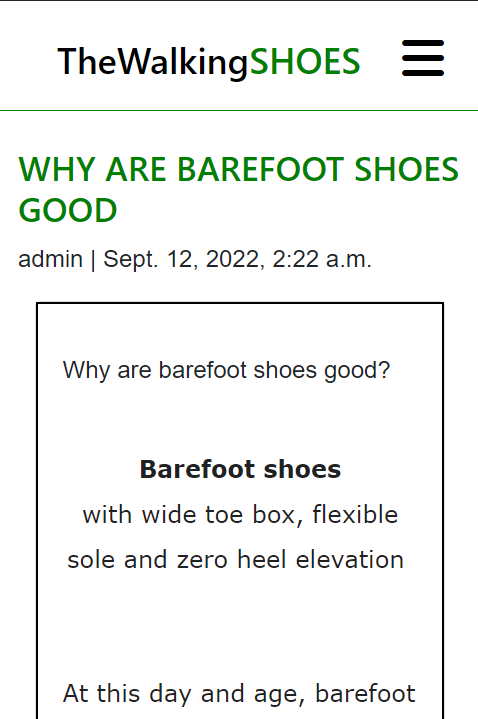 TheWalkingSHOES
WHY ARE BAREFOOT SHOES
GOOD
admin | Sept. 12, 2022, 2:22 a.m.
Why are barefoot shoes good?
Barefoot shoes
with wide toe box, flexible
sole and zero heel elevation
At this day and age, barefoot